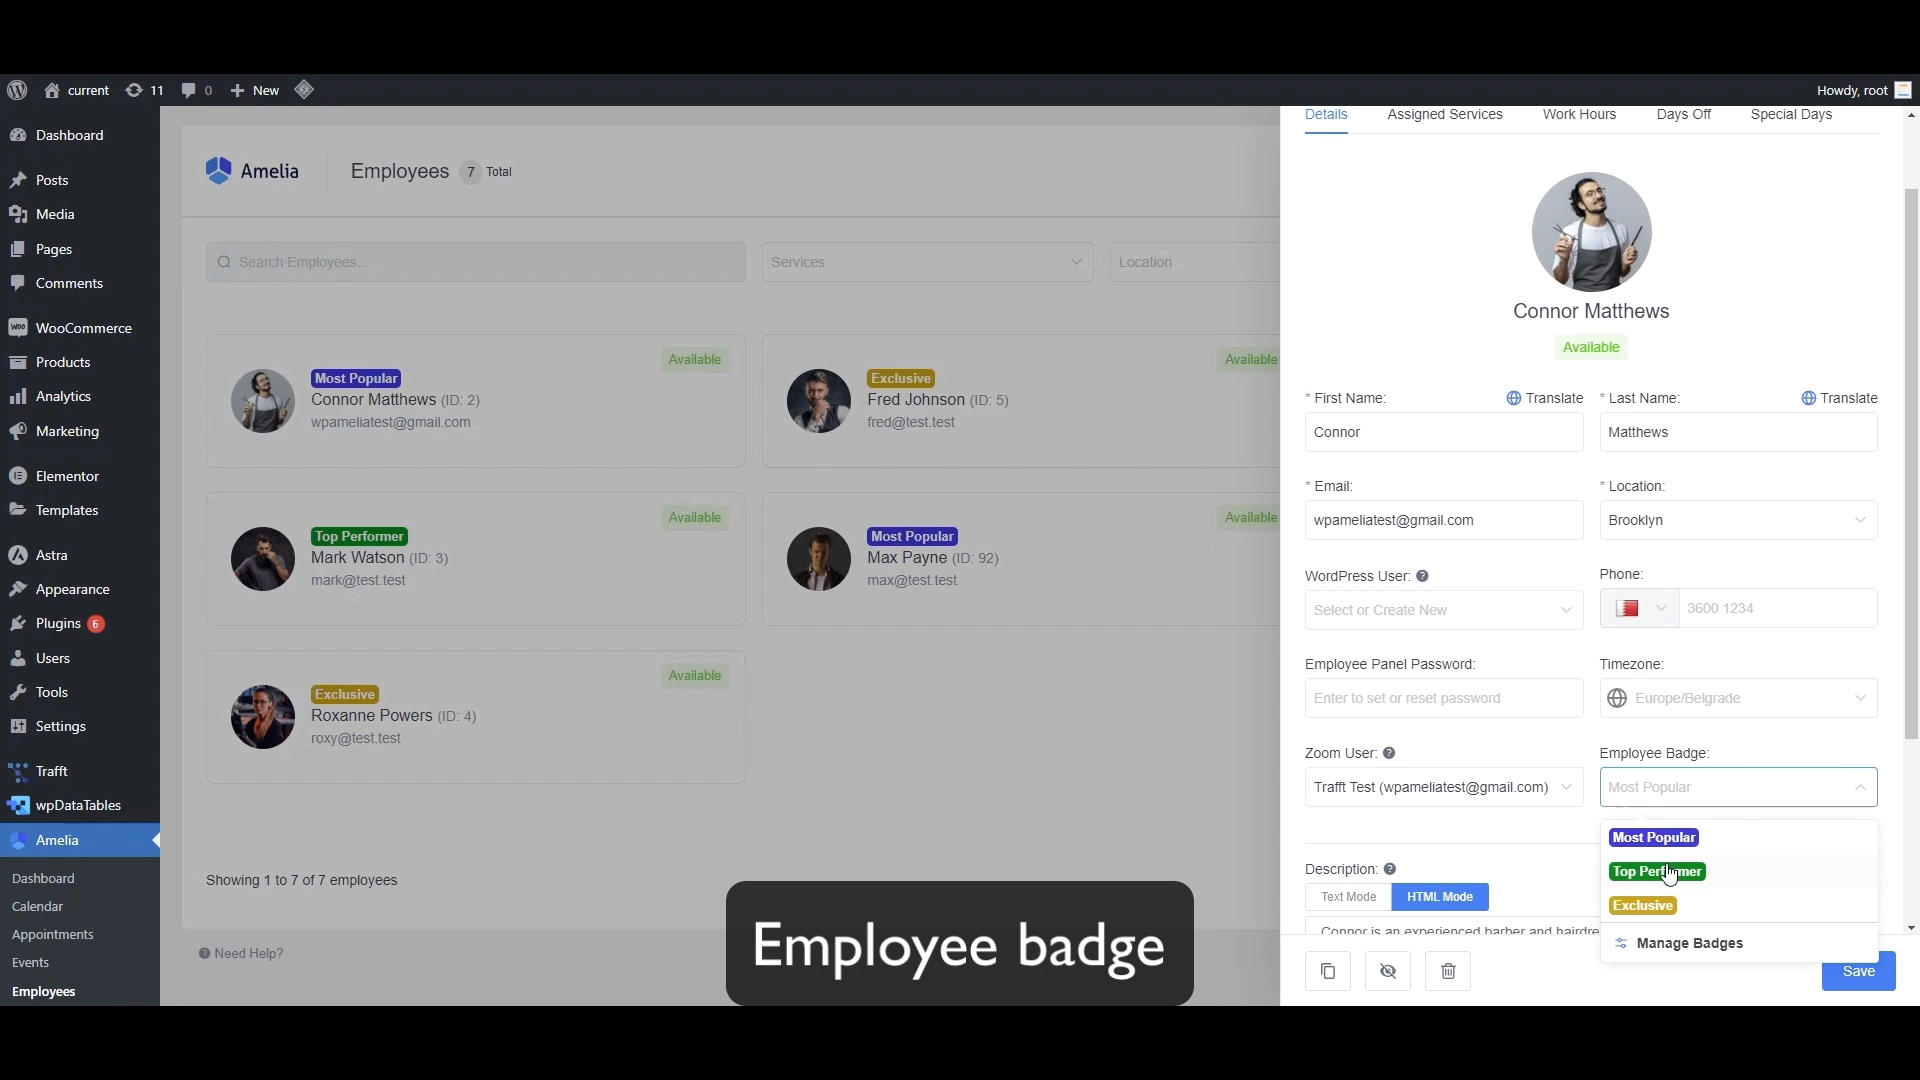 current
11
0
New
Howdy, root
Dashboard
Posts
Media
Pages
Comments
WooCommerce
Products
Analytics
Marketing
Elementor
Templates
Astra
Appearance
Plugins 6
Users
Tools
Settings
Trafft
wpDataTables
Amelia
Dashboard
Calendar
Appointments
Events
Employees
Amelia
Employees 7 Total
Search Employees...
Services
Location
Available
Most Popular
Connor Matthews (ID: 2)
wpameliatest@gmail.com
Available
Exclusive
Fred Johnson (ID: 5)
fred@test.test
Available
Top Performer
Mark Watson (ID: 3)
mark@test.test
Available
Most Popular
Max Payne (ID: 92)
max@test.test
Available
Exclusive
Roxanne Powers (ID: 4)
roxy@test.test
Showing 1 to 7 of 7 employees
Need Help?
Employee badge
Details Assigned Services Work Hours Days Off Special Days
Connor Matthews
Available
* First Name: Translate * Last Name: Translate
Connor Matthews
* Email: * Location:
wpameliatest@gmail.com Brooklyn
WordPress User: Phone:
Select or Create New 3600 1234
Employee Panel Password: Timezone:
Enter to set or reset password Europe/Belgrade
Zoom User: Employee Badge:
Trafft Test (wpameliatest@gmail.com) Most Popular
Most Popular
Top Performer
Exclusive
Manage Badges
Description:
Text Mode HTML Mode
Connor is an experienced barber and hairdre
Save